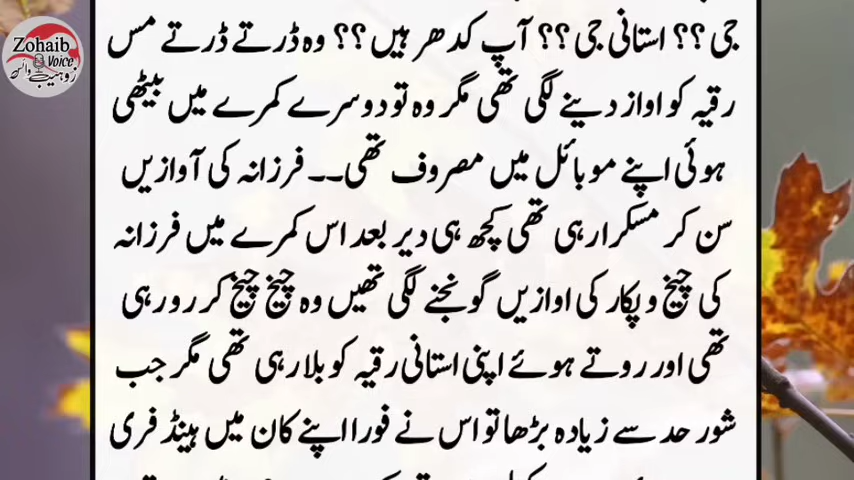 Zohaib
Voice
زوہیب وائس
جی ؟؟ استانی جی ؟؟ آپ کدھر ہیں ؟؟ وہ ڈرتے ڈرتے مس
رقیہ کو اواز دینے لگی تھی مگر وہ تو دوسرے کمرے میں بیٹھی
ہوئی اپنے موبائل میں مصروف تھی۔۔ فرزانہ کی آوازیں
سن کر مسکرا رہی تھی کچھ ہی دیر بعد اس کمرے میں فرزانہ
کی چیخ و پکار کی اوازیں گونجنے لگی تھیں وہ چیخ چیخ کر رو رہی
تھی اور روتے ہوئے اپنی استانی رقیہ کو بلا رہی تھی مگر جب
شور حد سے زیادہ بڑھا تو اس نے فورا اپنے کان میں ہینڈ فری